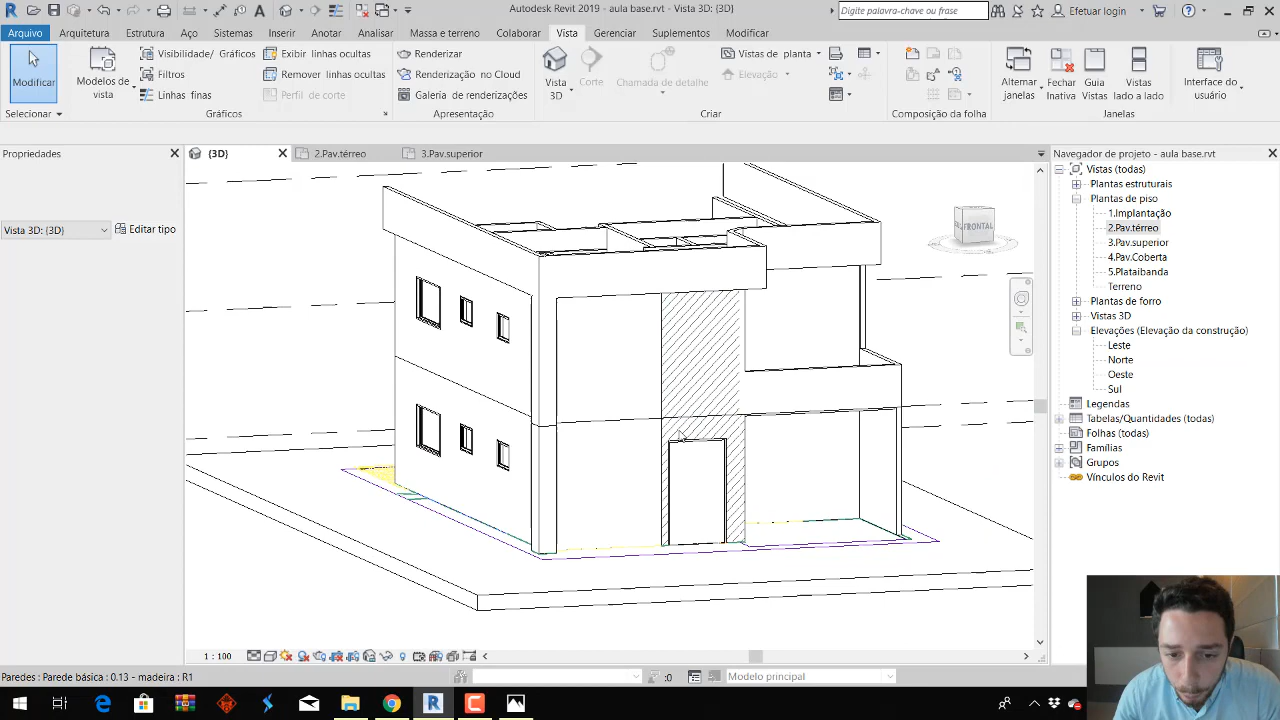 Autodesk Revit 2019 - aula base.rvt - Vista 3D: {3D}
Digite palavra-chave ou frase
Efetuar login
Arquivo Arquitetura Estrutura Aço Sistemas Inserir Anotar Analisar Massa e terreno Colaborar Vista Gerenciar Suplementos Modificar
Modificar
Modelos de vista
Visibilidade/ Gráficos
Filtros
Linhas finas
Exibir linhas ocultas
Remover linhas ocultas
Perfil de corte
Renderizar
Renderização no Cloud
Galeria de renderizações
Vista 3D
Corte
Chamada de detalhe
Vistas de planta
Elevação
Alternar janelas
Fechar Inativa
Guia Vistas
Vistas lado a lado
Interface do usuário
Selecionar
Gráficos
Apresentação
Criar
Composição da folha
Janelas
Propriedades
{3D}
2.Pav.térreo
3.Pav.superior
Navegador de projeto - aula base.rvt
Vista 3D: {3D}
Editar tipo
FRONTAL
Vistas (todas)
Plantas estruturais
Plantas de piso
1.Implantação
2.Pav.térreo
3.Pav.superior
4.Pav.Coberta
5.Plataibanda
Terreno
Plantas de forro
Vistas 3D
Elevações (Elevação da construção)
Leste
Norte
Oeste
Sul
Legendas
Tabelas/Quantidades (todas)
Folhas (todas)
Famílias
Grupos
Vínculos do Revit
1 : 100
Paredes : Parede básica : 0.13 - madeira : R1
:0
Modelo principal